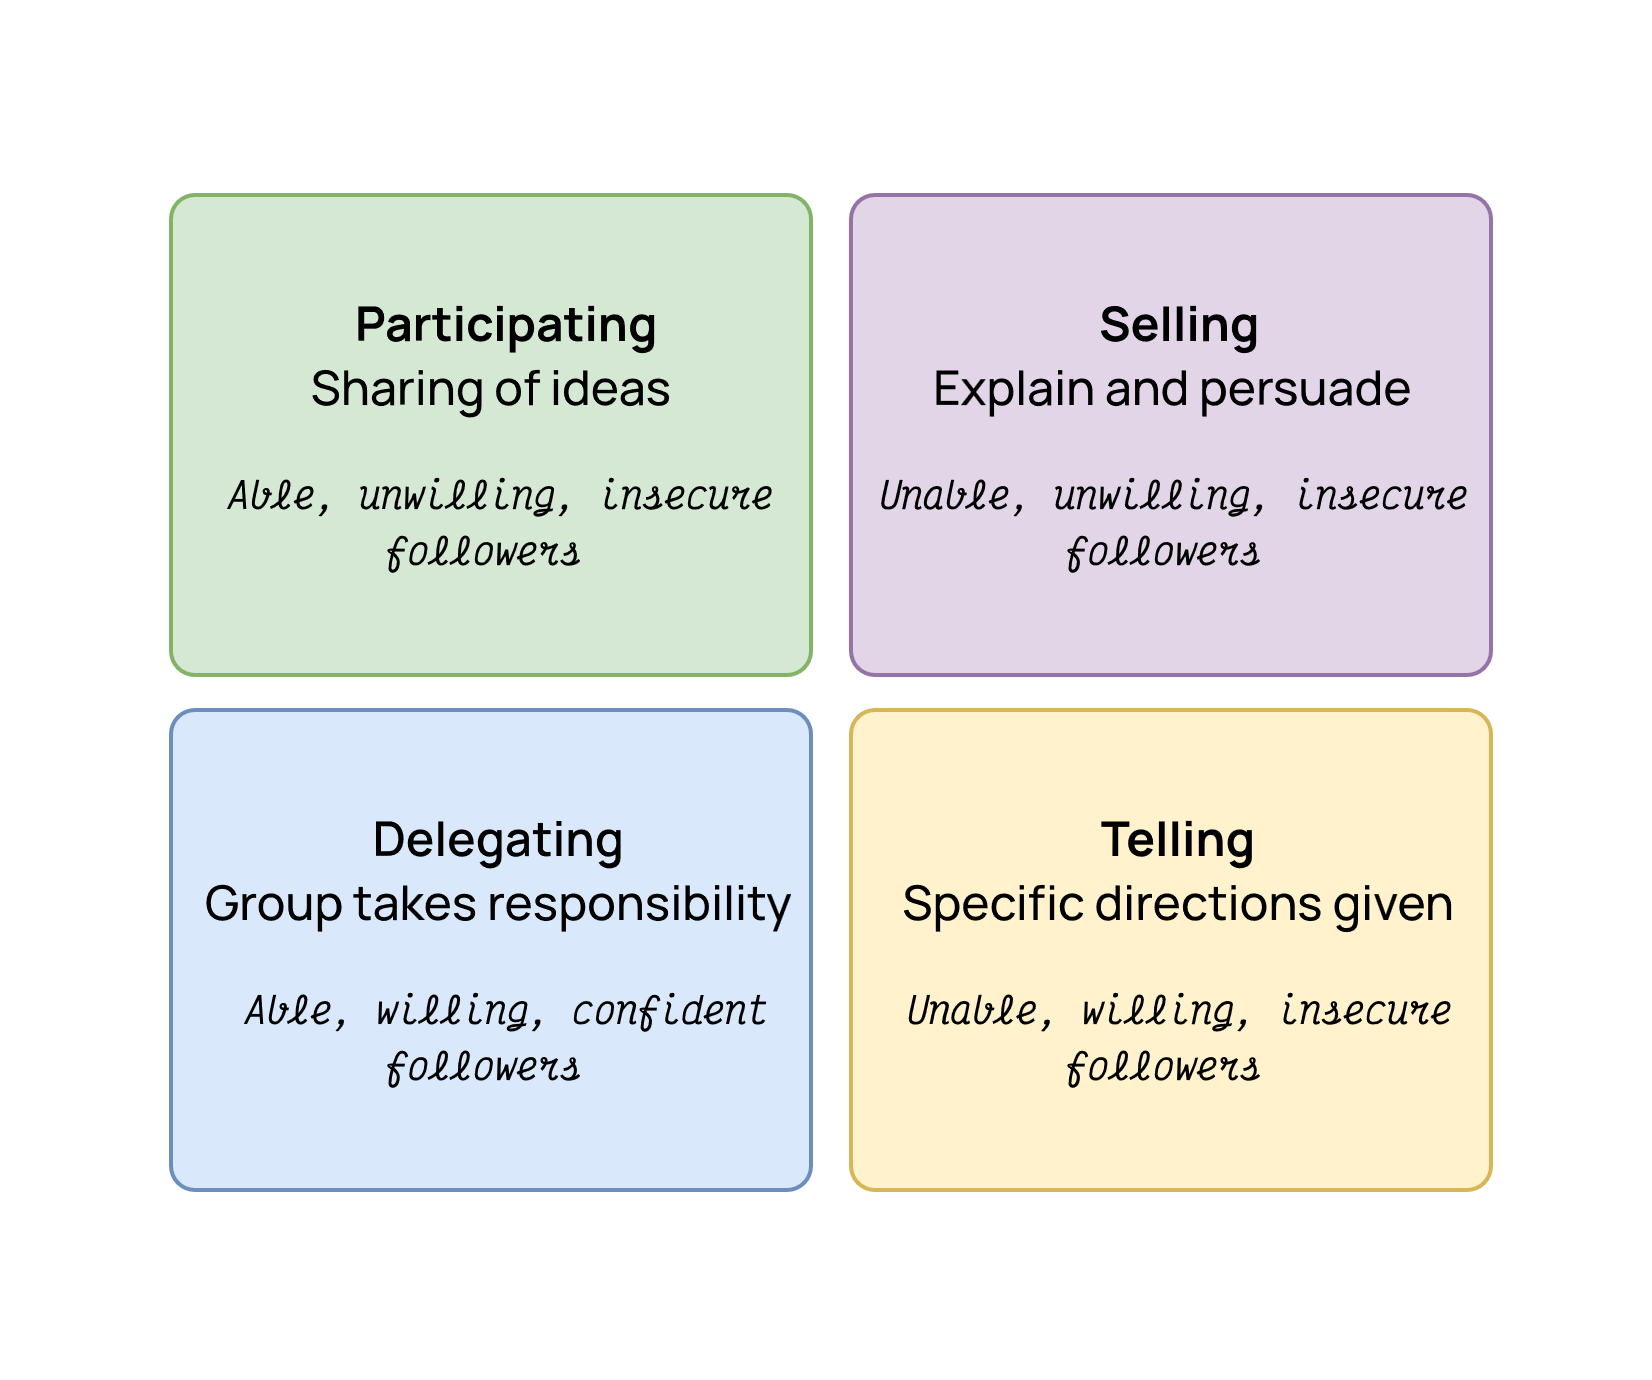 Participating
Sharing of ideas
Able, unwilling, insecure
followers
Selling
Explain and persuade
Unable, unwilling, insecure
followers
Delegating
Group takes responsibility
Able, willing, confident
followers
Telling
Specific directions given
Unable, willing, insecure
followers